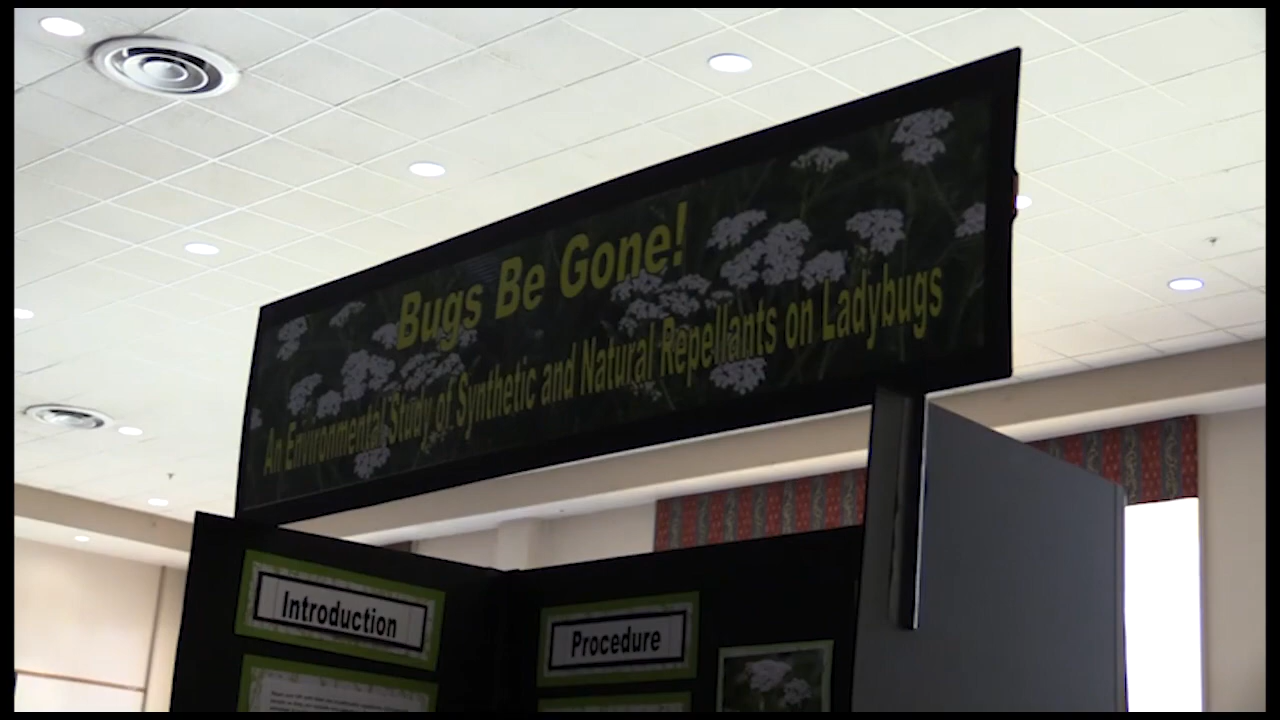 Bugs Be Gone!
An Environmental Study of Synthetic and Natural Repellants on Ladybugs
Introduction
Procedure